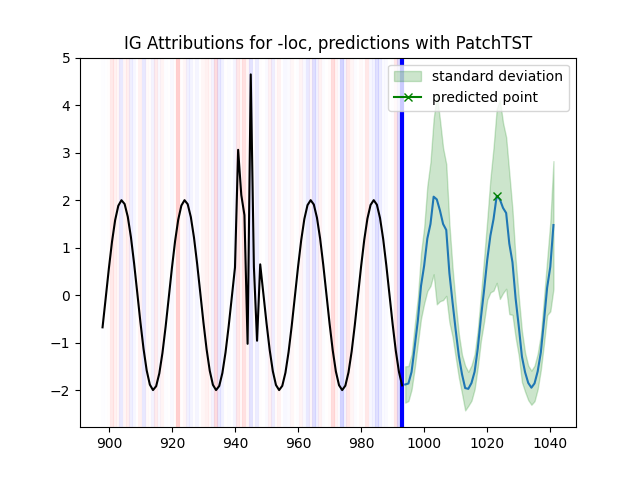 IG Attributions for -loc, predictions with PatchTST
standard deviation
predicted point
5
4
3
2
1
0
−1
−2
900 920 940 960 980 1000 1020 1040